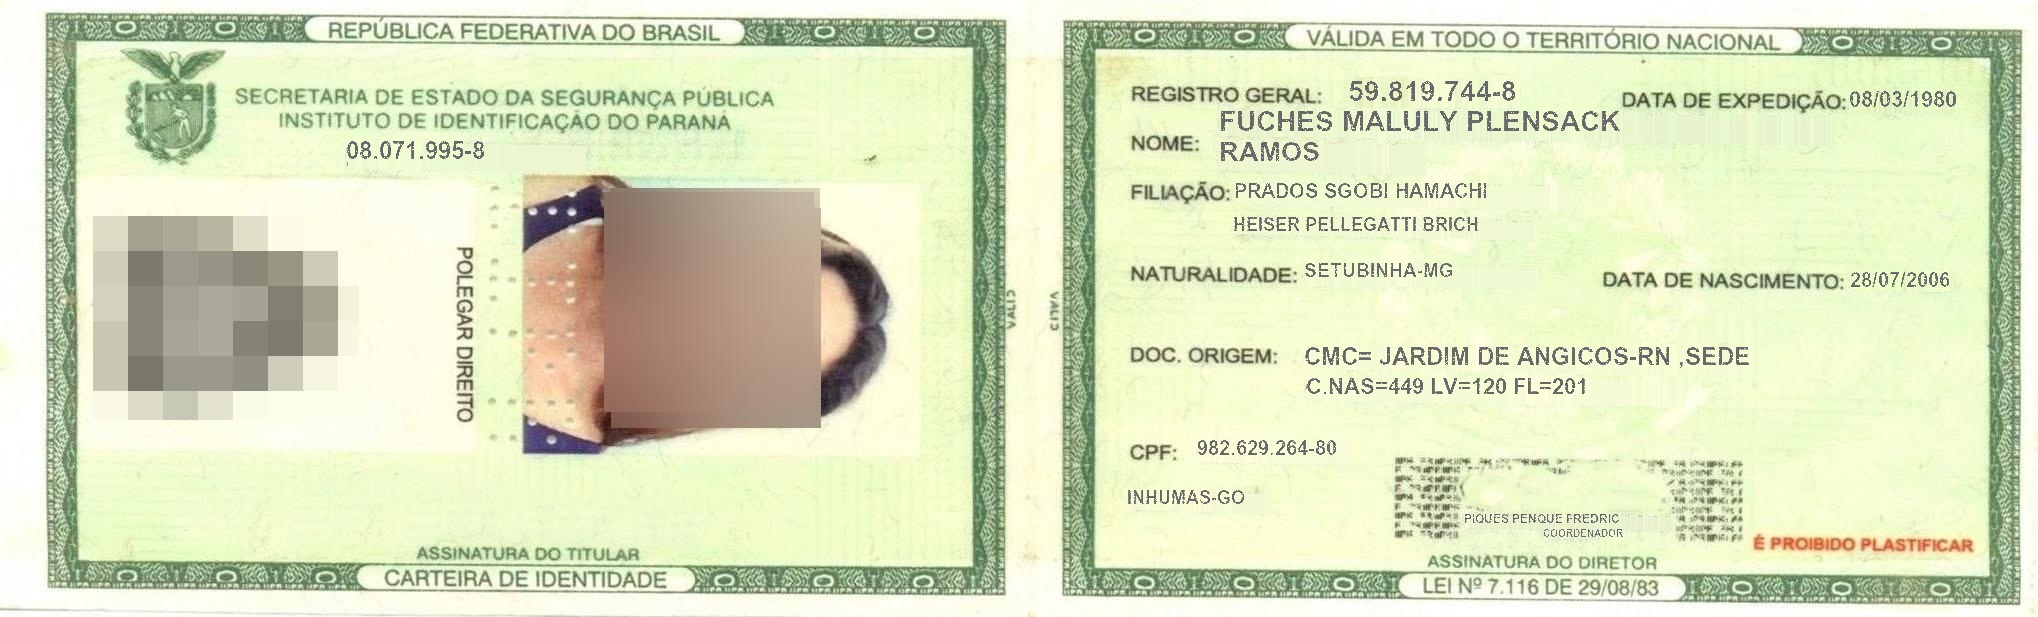 REPÚBLICA FEDERATIVA DO BRASIL
SECRETARIA DE ESTADO DA SEGURANÇA PÚBLICA
INSTITUTO DE IDENTIFICAÇÃO DO PARANÁ
08.071.995-8
POLEGAR DIREITO
ASSINATURA DO TITULAR
CARTEIRA DE IDENTIDADE
VÁLIDA EM TODO O TERRITÓRIO NACIONAL
REGISTRO GERAL: 59.819.744-8 DATA DE EXPEDIÇÃO: 08/03/1980
NOME: FUCHES MALULY PLENSACK
RAMOS
FILIAÇÃO: PRADOS SGOBI HAMACHI
HEISER PELLEGATTI BRICH
NATURALIDADE: SETUBINHA-MG DATA DE NASCIMENTO: 28/07/2006
DOC. ORIGEM: CMC= JARDIM DE ANGICOS-RN ,SEDE
C.NAS=449 LV=120 FL=201
CPF: 982.629.264-80
INHUMAS-GO
PIQUES PENQUE FREDRIC
COORDENADOR
É PROIBIDO PLASTIFICAR
ASSINATURA DO DIRETOR
LEI Nº 7.116 DE 29/08/83